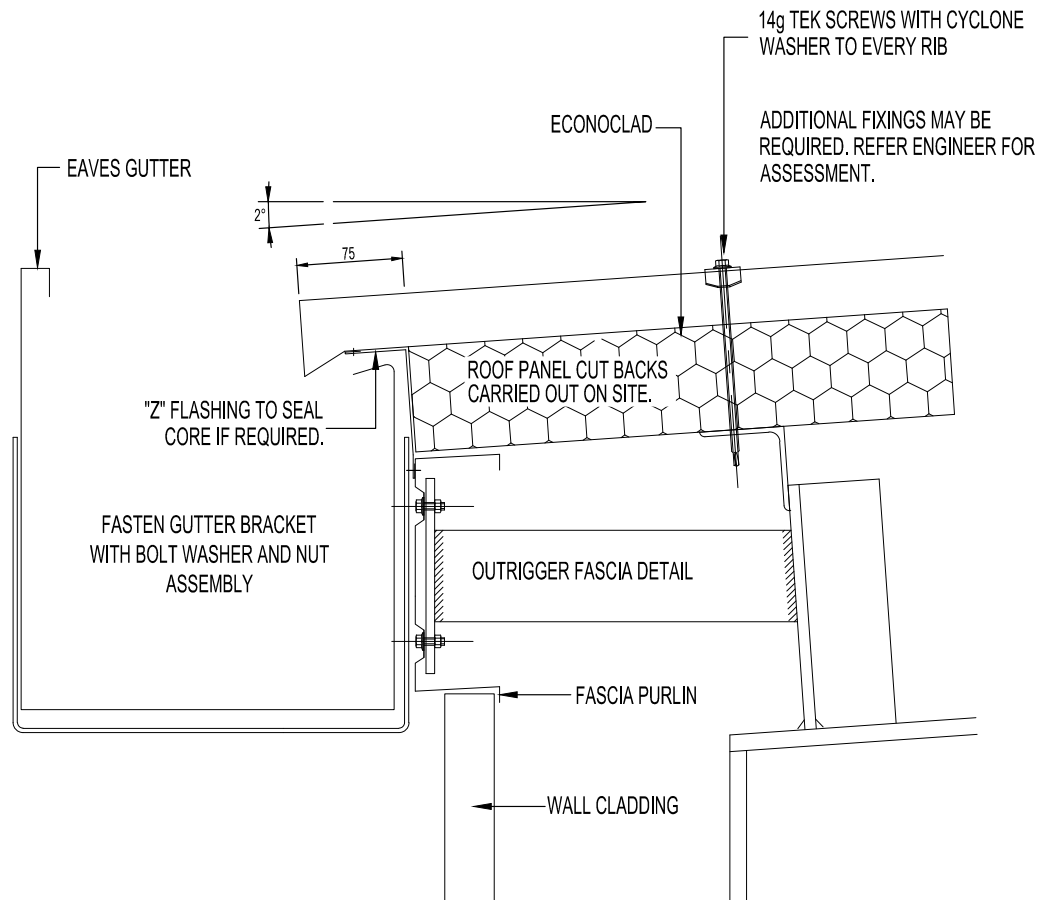 14g TEK SCREWS WITH CYCLONE
WASHER TO EVERY RIB
ADDITIONAL FIXINGS MAY BE
REQUIRED. REFER ENGINEER FOR
ASSESSMENT.
ECONOCLAD
EAVES GUTTER
2°
75
ROOF PANEL CUT BACKS
CARRIED OUT ON SITE.
"Z" FLASHING TO SEAL
CORE IF REQUIRED.
FASTEN GUTTER BRACKET
WITH BOLT WASHER AND NUT
ASSEMBLY
OUTRIGGER FASCIA DETAIL
FASCIA PURLIN
WALL CLADDING